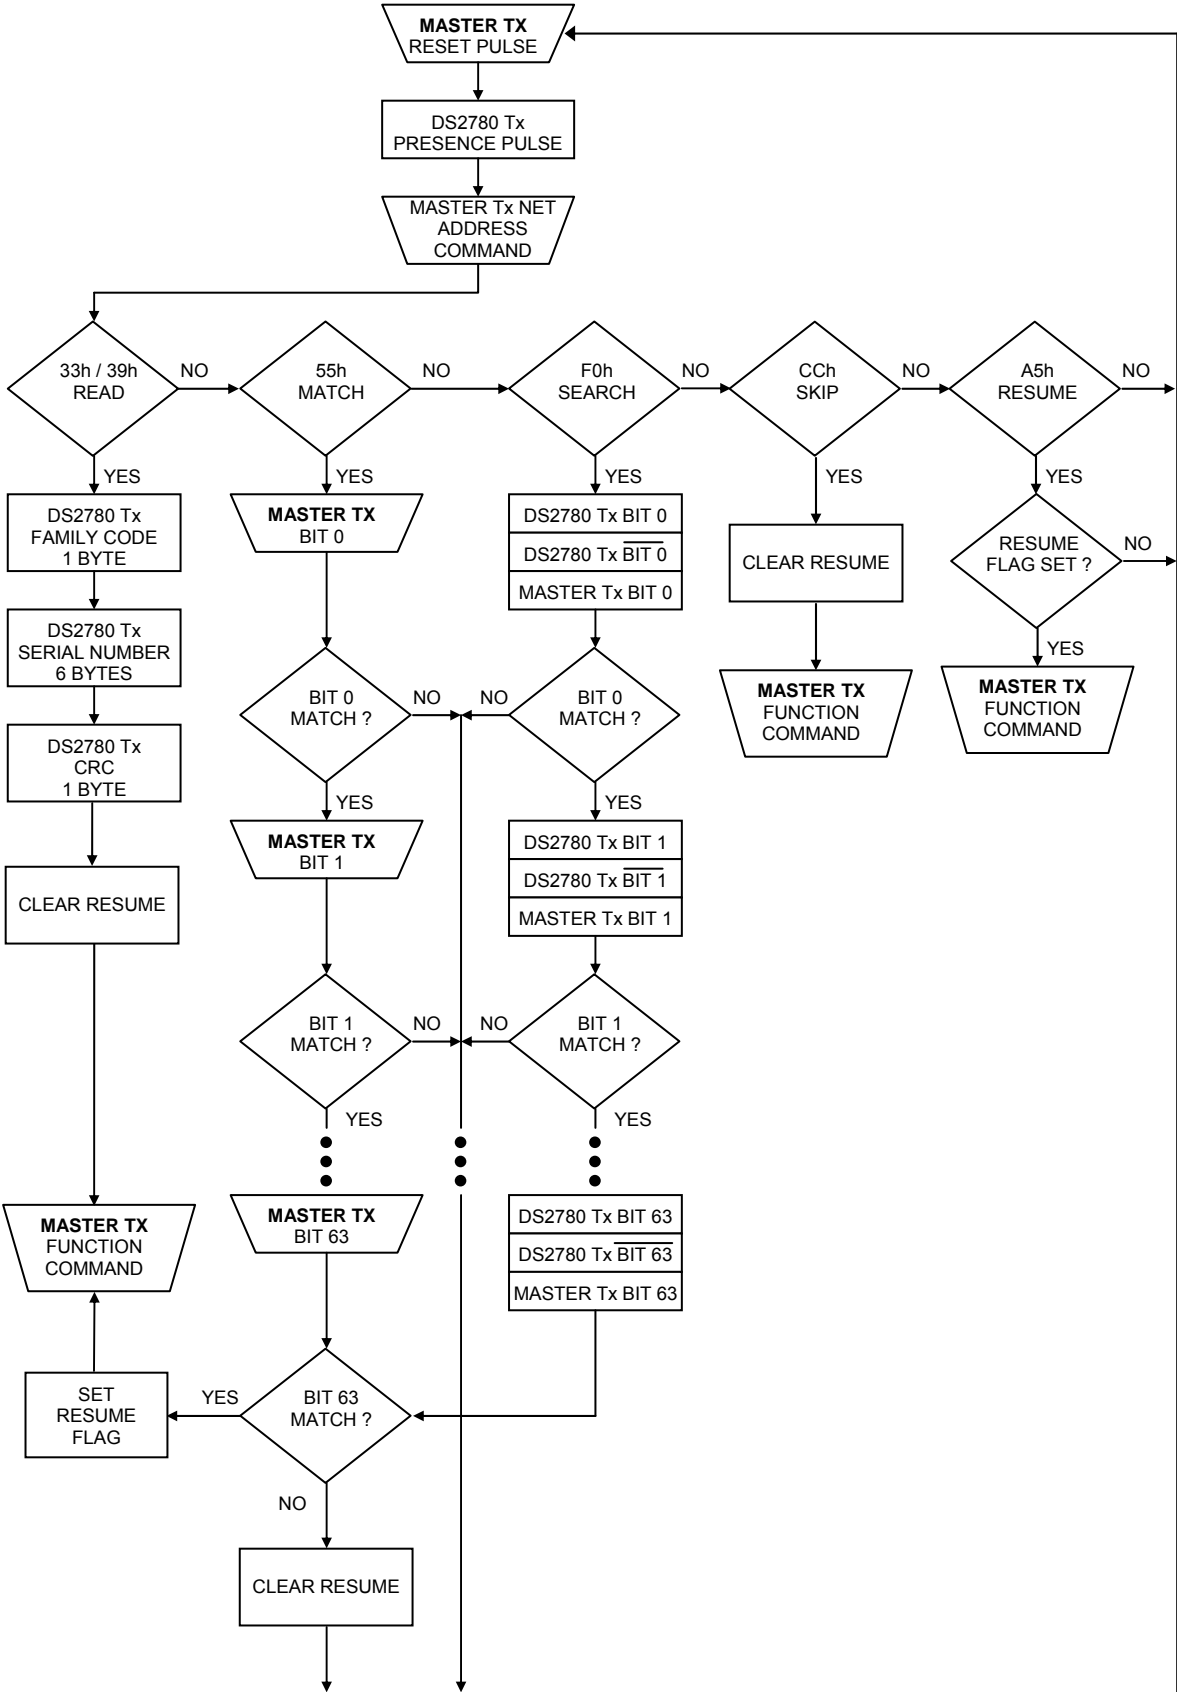 MASTER TX
RESET PULSE
DS2780 Tx
PRESENCE PULSE
MASTER Tx NET
ADDRESS
COMMAND
33h / 39h
READ
NO
55h
MATCH
NO
F0h
SEARCH
NO
CCh
SKIP
NO
A5h
RESUME
NO
YES
YES
YES
YES
YES
DS2780 Tx
FAMILY CODE
1 BYTE
MASTER TX
BIT 0
DS2780 Tx BIT 0
DS2780 Tx B̅I̅T̅ ̅0̅
MASTER Tx BIT 0
CLEAR RESUME
RESUME
FLAG SET ?
NO
DS2780 Tx
SERIAL NUMBER
6 BYTES
YES
BIT 0
MATCH ?
NO
NO
BIT 0
MATCH ?
MASTER TX
FUNCTION
COMMAND
MASTER TX
FUNCTION
COMMAND
DS2780 Tx
CRC
1 BYTE
YES
YES
MASTER TX
BIT 1
DS2780 Tx BIT 1
DS2780 Tx B̅I̅T̅ ̅1̅
MASTER Tx BIT 1
CLEAR RESUME
BIT 1
MATCH ?
NO
NO
BIT 1
MATCH ?
YES
YES
MASTER TX
FUNCTION
COMMAND
MASTER TX
BIT 63
DS2780 Tx BIT 63
DS2780 Tx B̅I̅T̅ ̅6̅3̅
MASTER Tx BIT 63
SET
RESUME
FLAG
YES
BIT 63
MATCH ?
NO
CLEAR RESUME